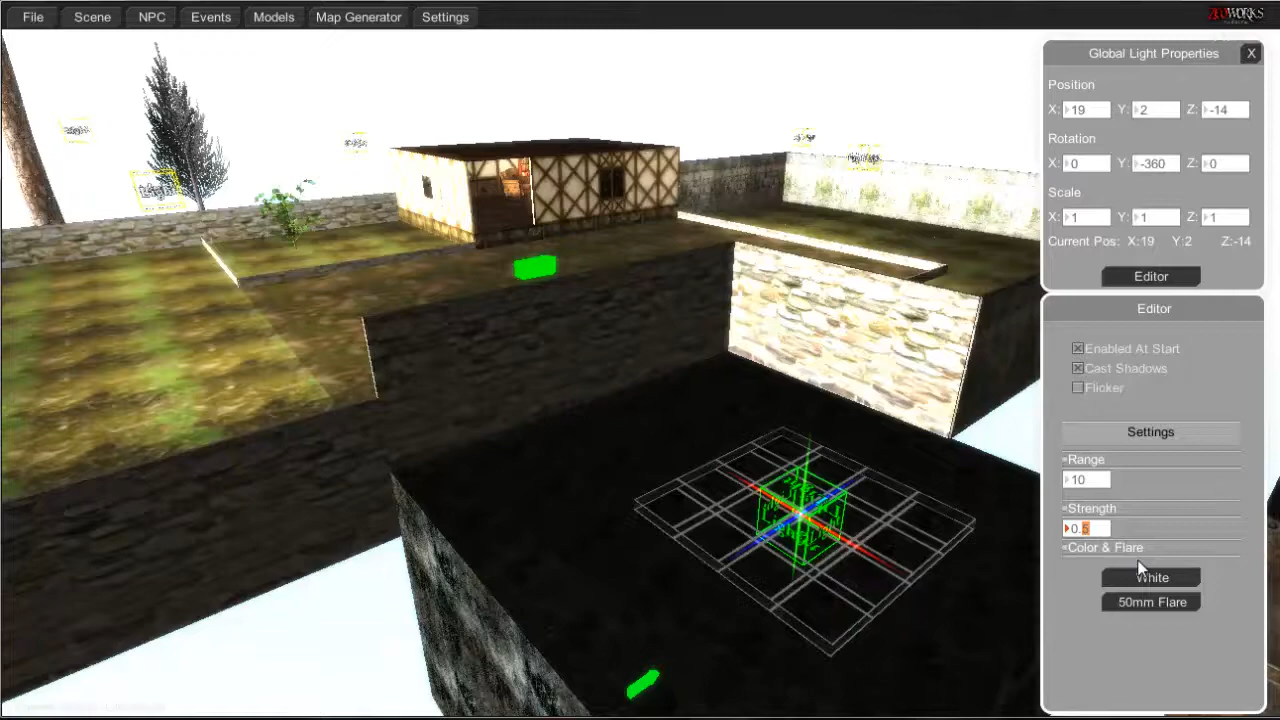 File Scene NPC Events Models Map Generator Settings ZEUWORKS
Global Light Properties X
Position
X: 19 Y: 2 Z: -14
Rotation
X: 0 Y: -360 Z: 0
Scale
X: 1 Y: 1 Z: 1
Current Pos: X:19 Y:2 Z:-14
Editor
Editor
Enabled At Start
Cast Shadows
Flicker
Settings
Range
10
Strength
0.5
Color & Flare
White
50mm Flare